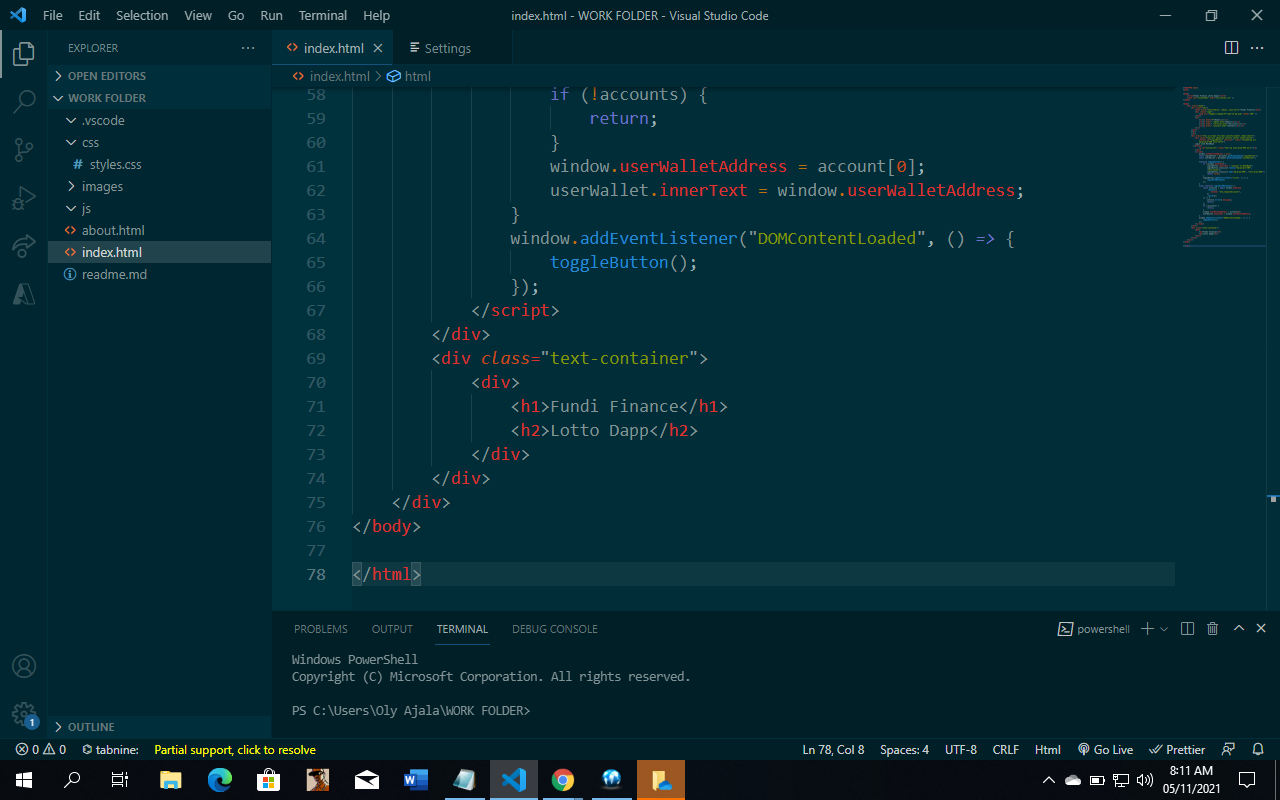 File Edit Selection View Go Run Terminal Help
index.html - WORK FOLDER - Visual Studio Code
EXPLORER
OPEN EDITORS
WORK FOLDER
.vscode
css
# styles.css
images
js
<> about.html
<> index.html
readme.md
OUTLINE
1
<> index.html
Settings
<> index.html > html
58 if (!accounts) {
59 return;
60 }
61 window.userWalletAddress = account[0];
62 userWallet.innerText = window.userWalletAddress;
63 }
64 window.addEventListener("DOMContentLoaded", () => {
65 toggleButton();
66 });
67 </script>
68 </div>
69 <div class="text-container">
70 <div>
71 <h1>Fundi Finance</h1>
72 <h2>Lotto Dapp</h2>
73 </div>
74 </div>
75 </div>
76 </body>
77
78 </html>
PROBLEMS OUTPUT TERMINAL DEBUG CONSOLE
powershell
Windows PowerShell
Copyright (C) Microsoft Corporation. All rights reserved.
PS C:\Users\Oly Ajala\WORK FOLDER>
0 0 tabnine: Partial support, click to resolve
Ln 78, Col 8 Spaces: 4 UTF-8 CRLF Html Go Live Prettier
8:11 AM
05/11/2021